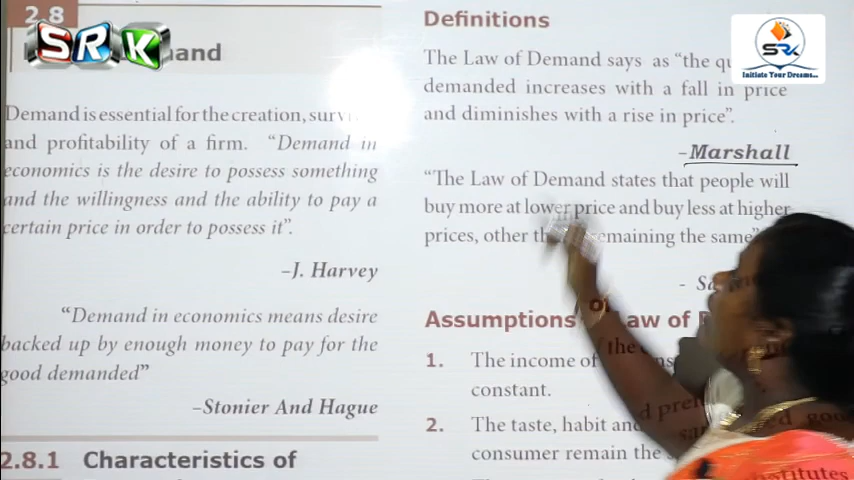 2.8
SRK
and
Demand is essential for the creation,
and profitability of a firm. “Demand in
economics is the desire to possess something
and the willingness and the ability to pay a
certain price in order to possess it”.
–J. Harvey
“Demand in economics means desire
backed up by enough money to pay for the
good demanded”
–Stonier And Hague
2.8.1 Characteristics of
Definitions
The Law of Demand says as “the
demanded increases with a fall in price
and diminishes with a rise in price”.
–Marshall
“The Law of Demand states that people will
buy more at lower price and buy less at higher
prices, other remaining the same”
-
Assumptions of Law of
1. The income of the
constant.
2. The taste, habit and
consumer remain the
SRK
Initiate Your Dreams..